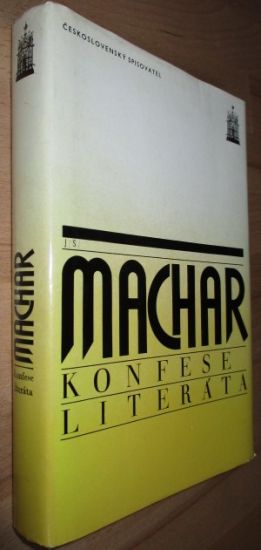 ČESKOSLOVENSKÝ SPISOVATEL
J. S.
MACHAR
KONFESE
LITERÁTA
MACHAR
Konfese
literáta